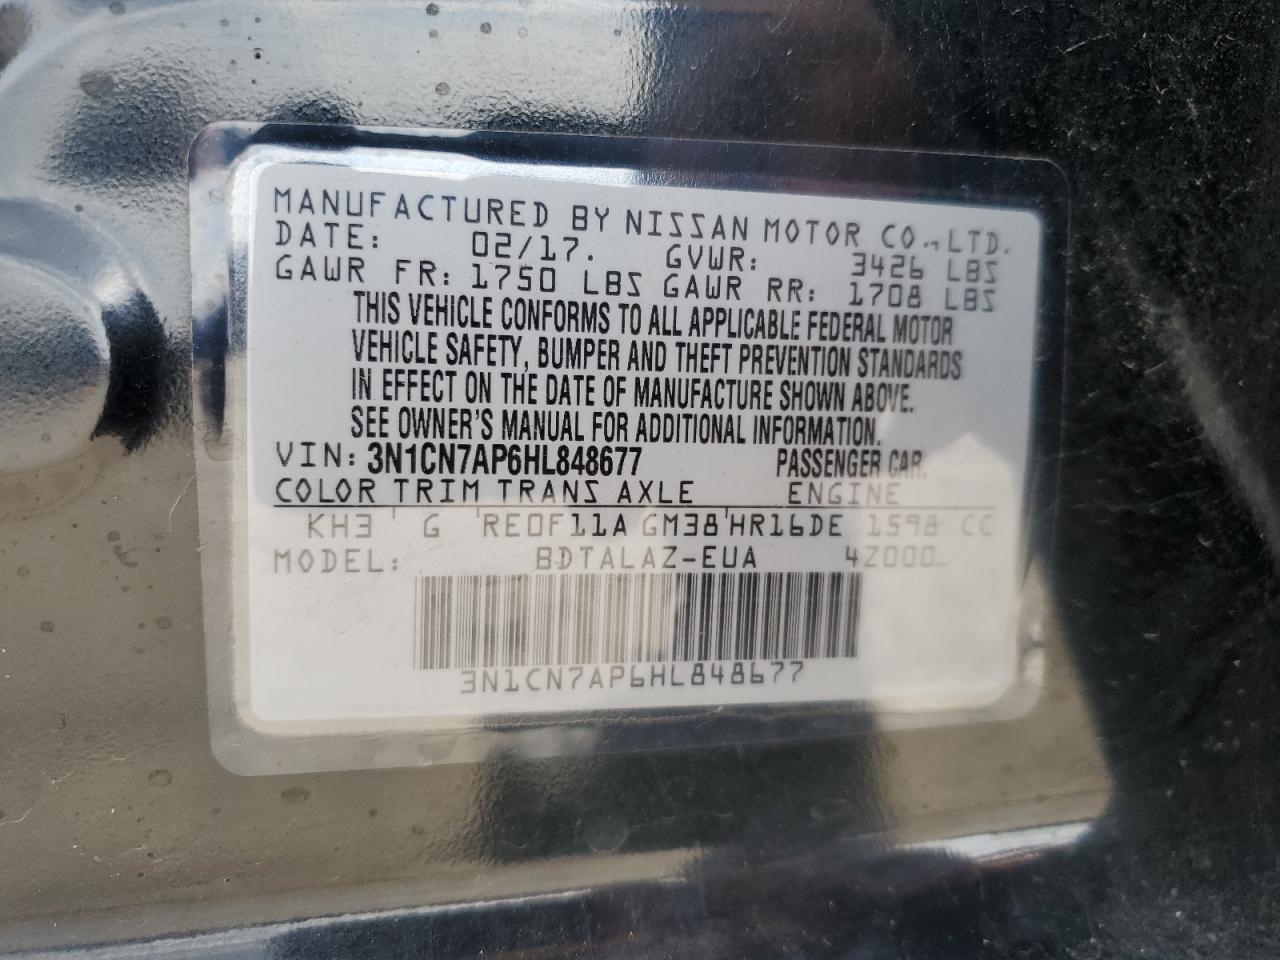 MANUFACTURED BY NISSAN MOTOR CO., LTD.
DATE: 02/17. GVWR: 3426 LBS
GAWR FR: 1750 LBS GAWR RR: 1708 LBS
THIS VEHICLE CONFORMS TO ALL APPLICABLE FEDERAL MOTOR
VEHICLE SAFETY, BUMPER AND THEFT PREVENTION STANDARDS
IN EFFECT ON THE DATE OF MANUFACTURE SHOWN ABOVE.
SEE OWNER'S MANUAL FOR ADDITIONAL INFORMATION.
VIN: 3N1CN7AP6HL848677 PASSENGER CAR.
COLOR TRIM TRANS AXLE ENGINE
KH3 G RE0F11A GM38 HR16DE 1598 CC
MODEL: BDTALAZ-EUA 4Z000
3N1CN7AP6HL848677